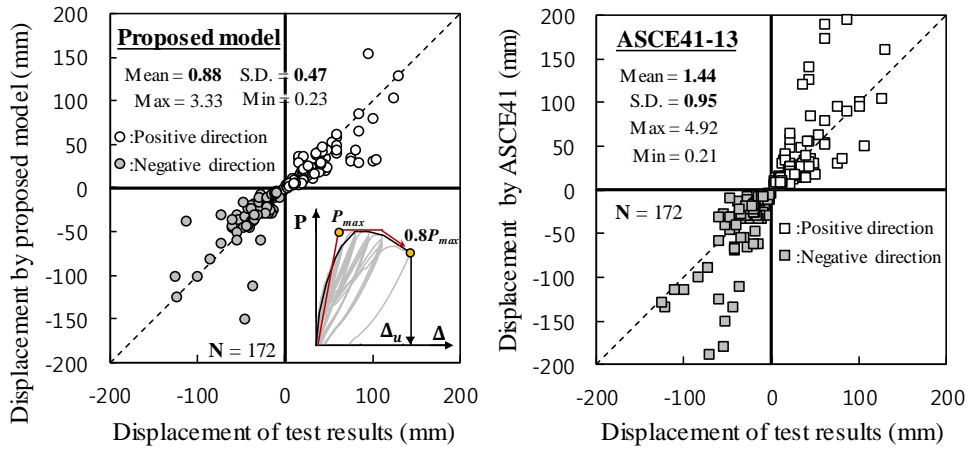 Displacement by proposed model (mm)
200
150
100
50
0
-50
-100
-150
-200
Proposed model
Mean = 0.88 S.D. = 0.47
Max = 3.33 Min = 0.23
:Positive direction
:Negative direction
N = 172
P
Pmax
0.8Pmax
Δu
Δ
-200 -100 0 100 200
Displacement of test results (mm)
Displacement by ASCE41 (mm)
200
150
100
50
0
-50
-100
-150
-200
ASCE41-13
Mean = 1.44
S.D. = 0.95
Max = 4.92
Min = 0.21
N = 172
:Positive direction
:Negative direction
-200 -100 0 100 200
Displacement of test results (mm)